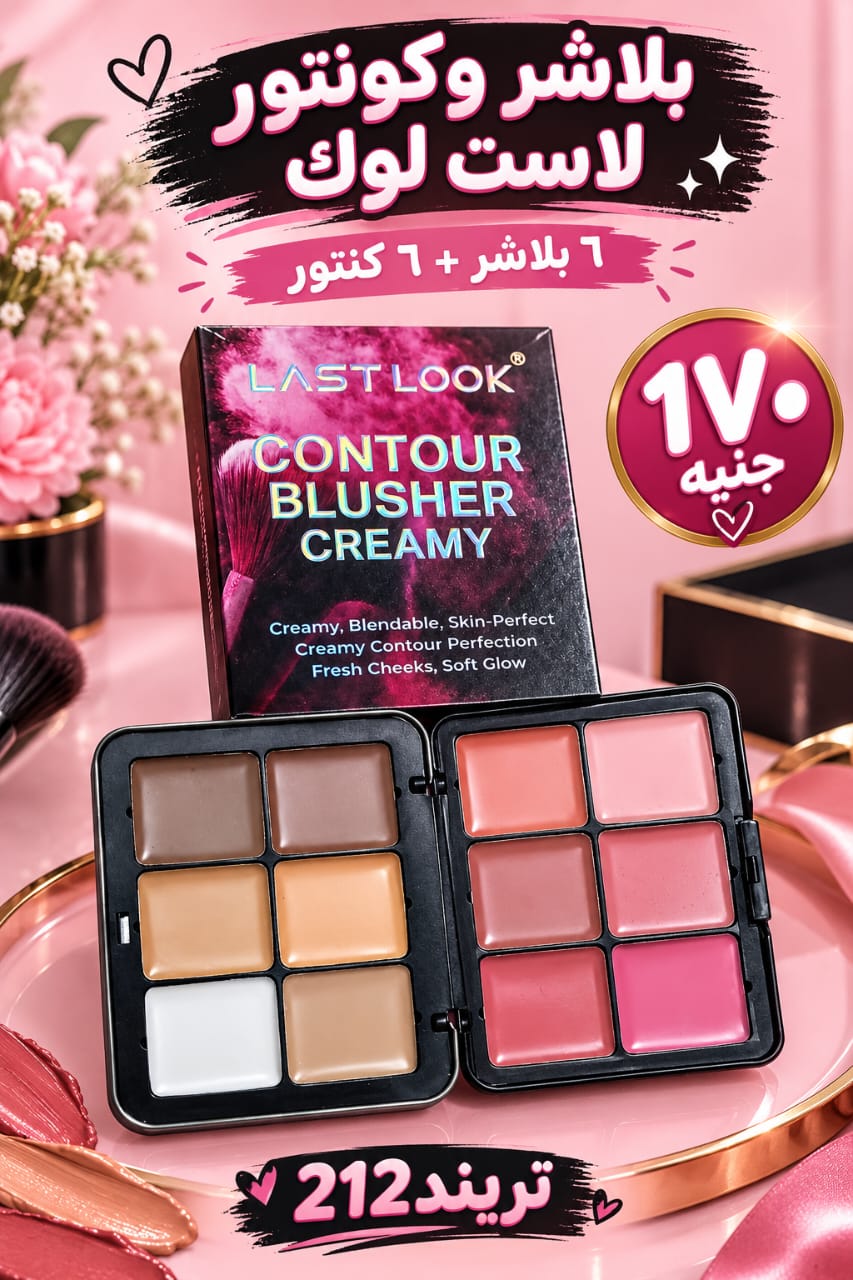 بلاشر وكونتور
لاست لوك
٦ بلاشر + ٦ كنتور
LAST LOOK®
CONTOUR
BLUSHER
CREAMY
Creamy, Blendable, Skin-Perfect
Creamy Contour Perfection
Fresh Cheeks, Soft Glow
١٧٠
جنيه
تريند212